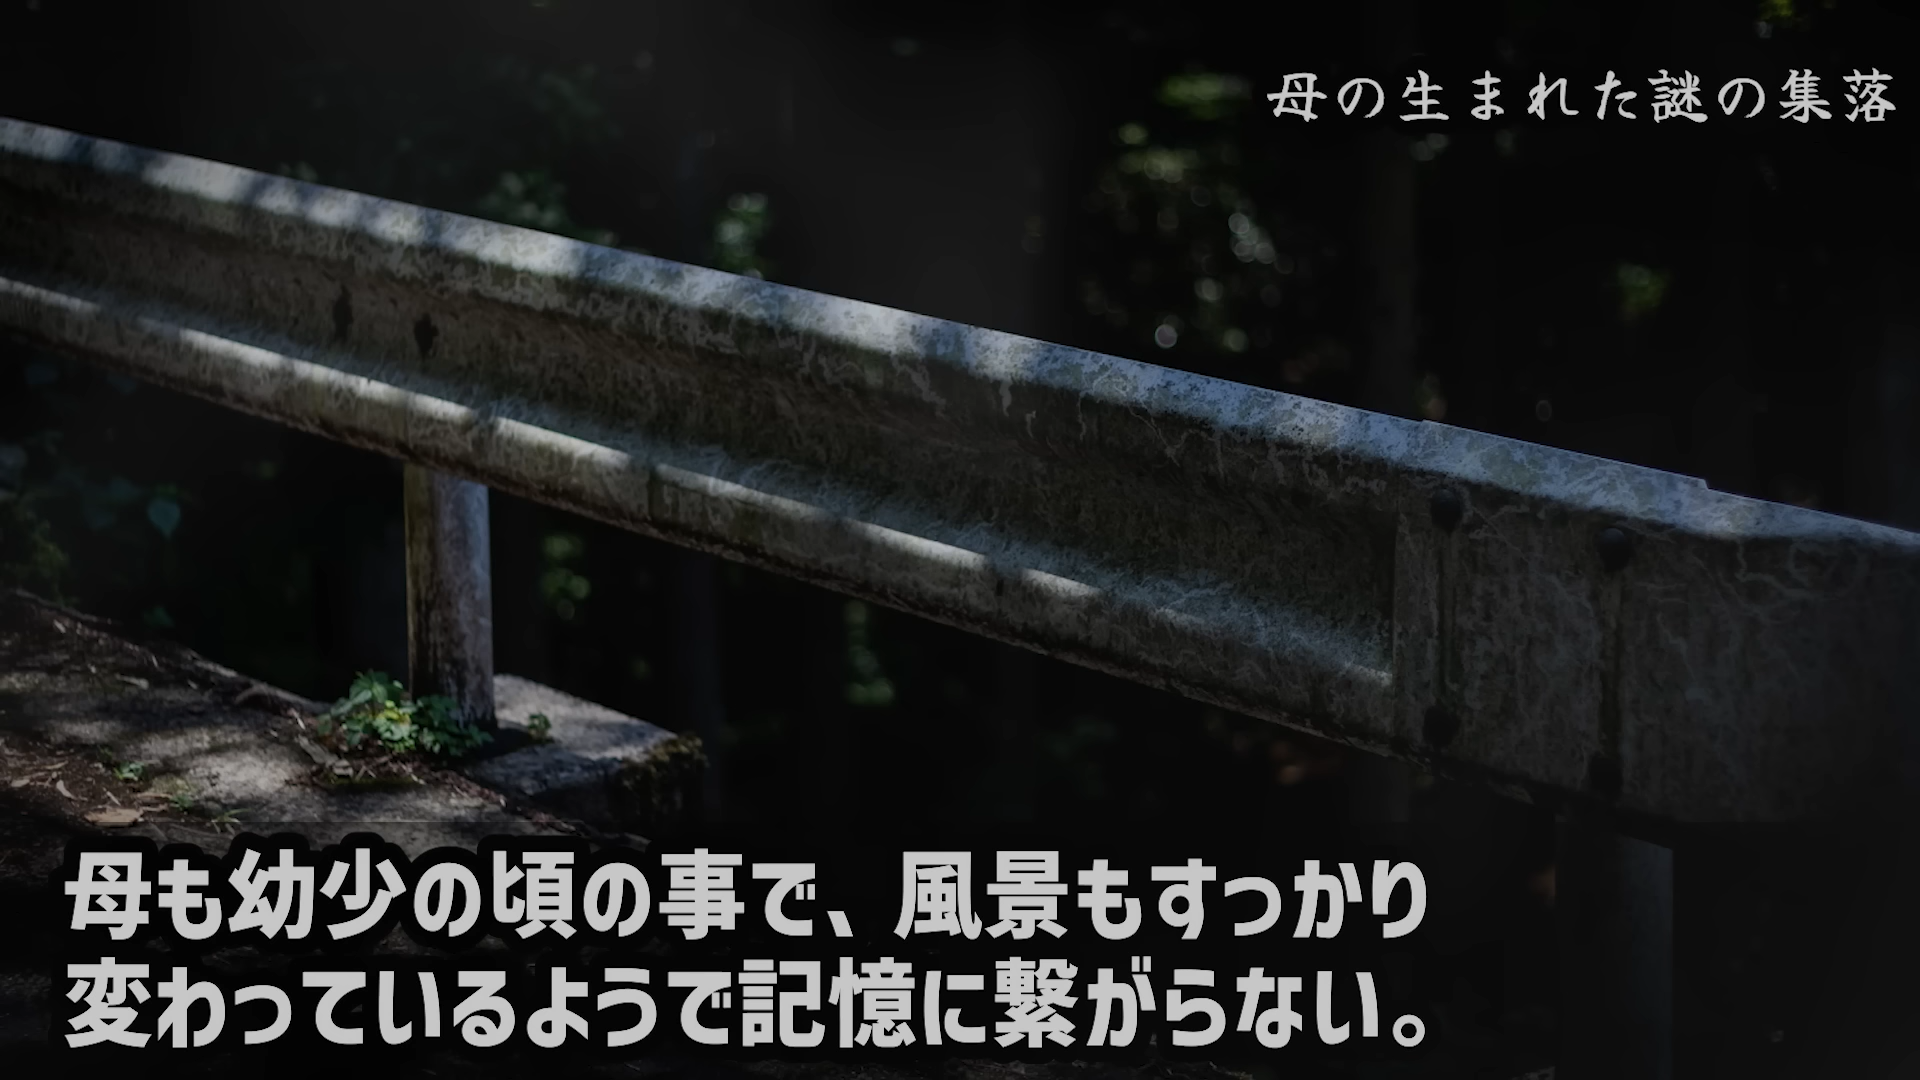 母の生まれた謎の集落
母も幼少の頃の事で、風景もすっかり
変わっているようで記憶に繋がらない。